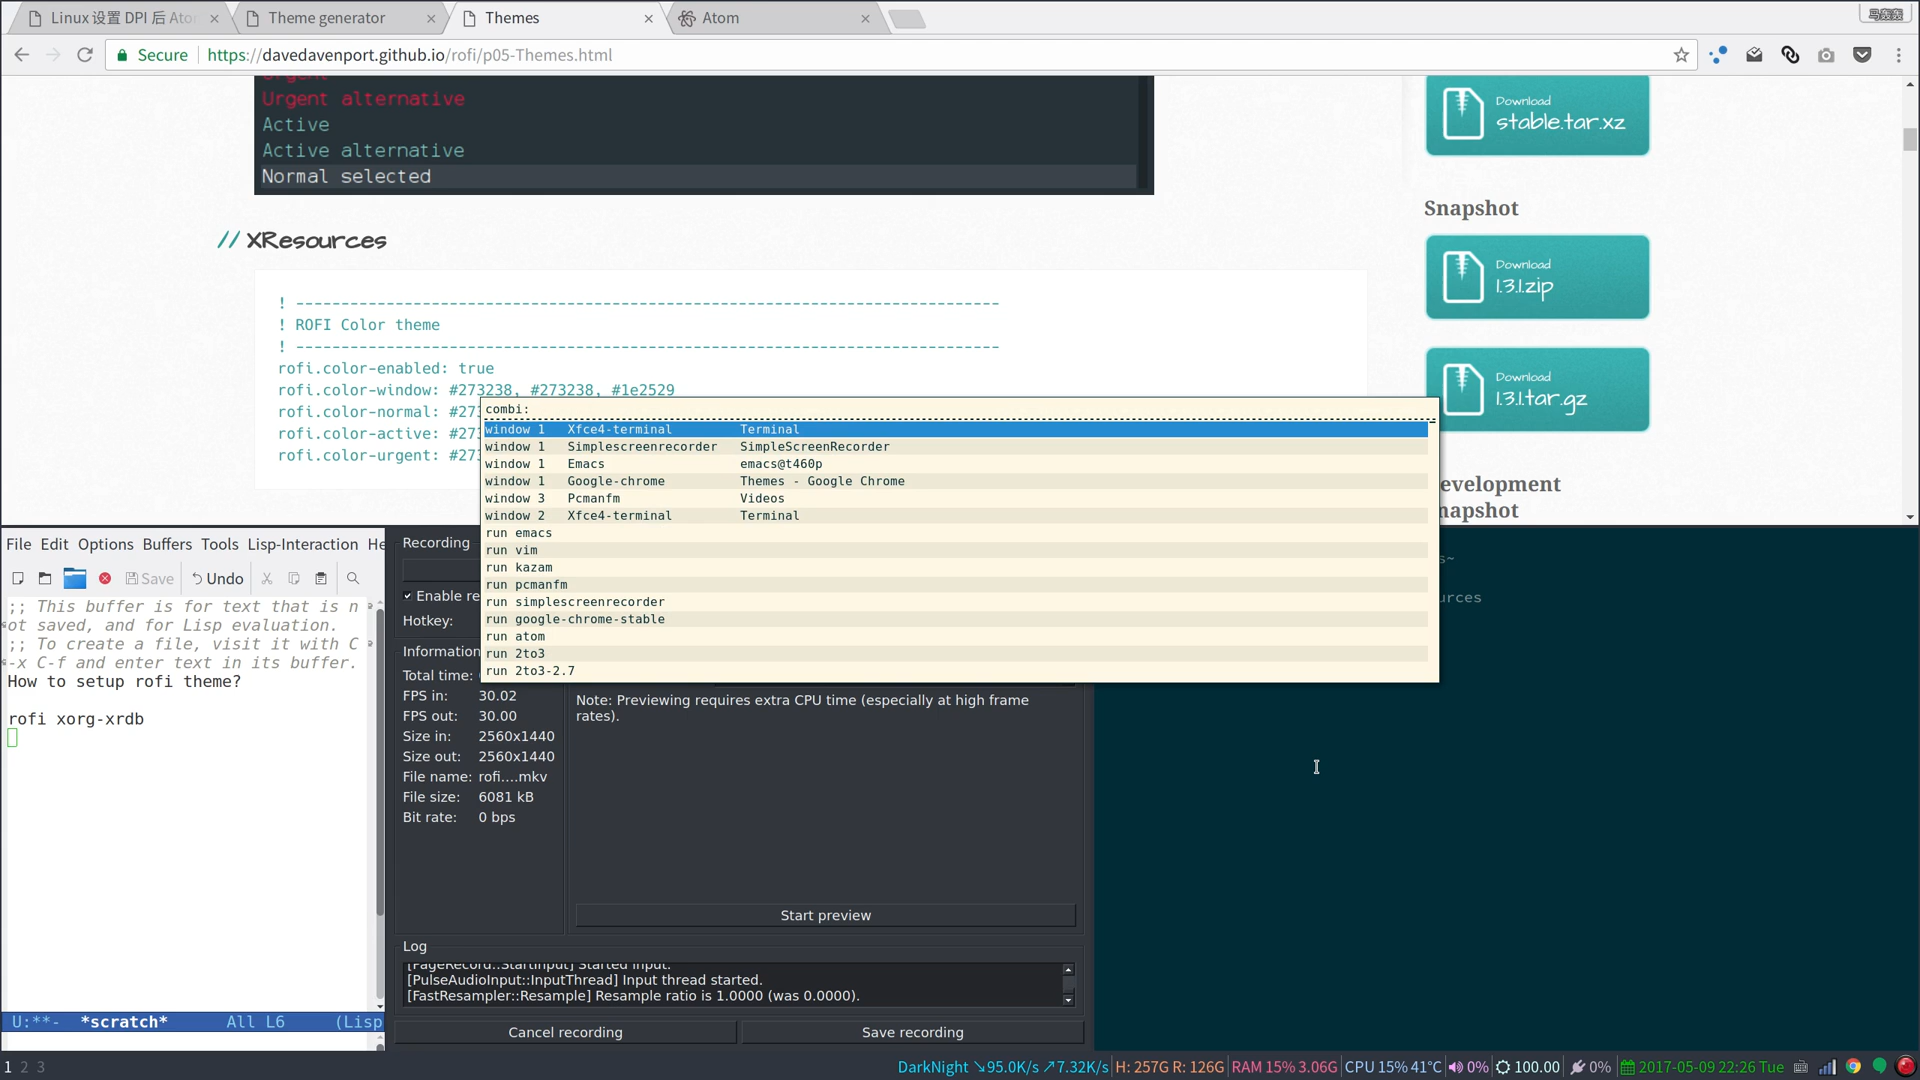 Linux 设置 DPI 后 Ato
Theme generator
Themes
Atom
马轰轰
Secure https://davedavenport.github.io/rofi/p05-Themes.html
Urgent
Urgent alternative
Active
Active alternative
Normal selected
// XResources
! ------------------------------------------------------------------------------
! ROFI Color theme
! ------------------------------------------------------------------------------
rofi.color-enabled: true
rofi.color-window: #273238, #273238, #1e2529
rofi.color-normal: #27
rofi.color-active: #27
rofi.color-urgent: #27
Download
stable.tar.xz
Snapshot
Download
1.3.1.zip
Download
1.3.1.tar.gz
evelopment
napshot
combi:
window 1 Xfce4-terminal Terminal
window 1 Simplescreenrecorder SimpleScreenRecorder
window 1 Emacs emacs@t460p
window 1 Google-chrome Themes - Google Chrome
window 3 Pcmanfm Videos
window 2 Xfce4-terminal Terminal
run emacs
run vim
run kazam
run pcmanfm
run simplescreenrecorder
run google-chrome-stable
run atom
run 2to3
run 2to3-2.7
File Edit Options Buffers Tools Lisp-Interaction He
Save Undo
;; This buffer is for text that is n
ot saved, and for Lisp evaluation.
;; To create a file, visit it with C
-x C-f and enter text in its buffer.
How to setup rofi theme?
rofi xorg-xrdb
U:**- *scratch* All L6 (Lisp
Recording
Enable re
Hotkey:
Information
Total time:
FPS in: 30.02
FPS out: 30.00
Size in: 2560x1440
Size out: 2560x1440
File name: rofi....mkv
File size: 6081 kB
Bit rate: 0 bps
Note: Previewing requires extra CPU time (especially at high frame
rates).
Start preview
Log
[PageRecord::StartInput] Started input.
[PulseAudioInput::InputThread] Input thread started.
[FastResampler::Resample] Resample ratio is 1.0000 (was 0.0000).
Cancel recording
Save recording
s~
urces
1 2 3
DarkNight ↘95.0K/s ↗7.32K/s H: 257G R: 126G RAM 15% 3.06G CPU 15% 41°C 0% 100.00 0% 2017-05-09 22:26 Tue